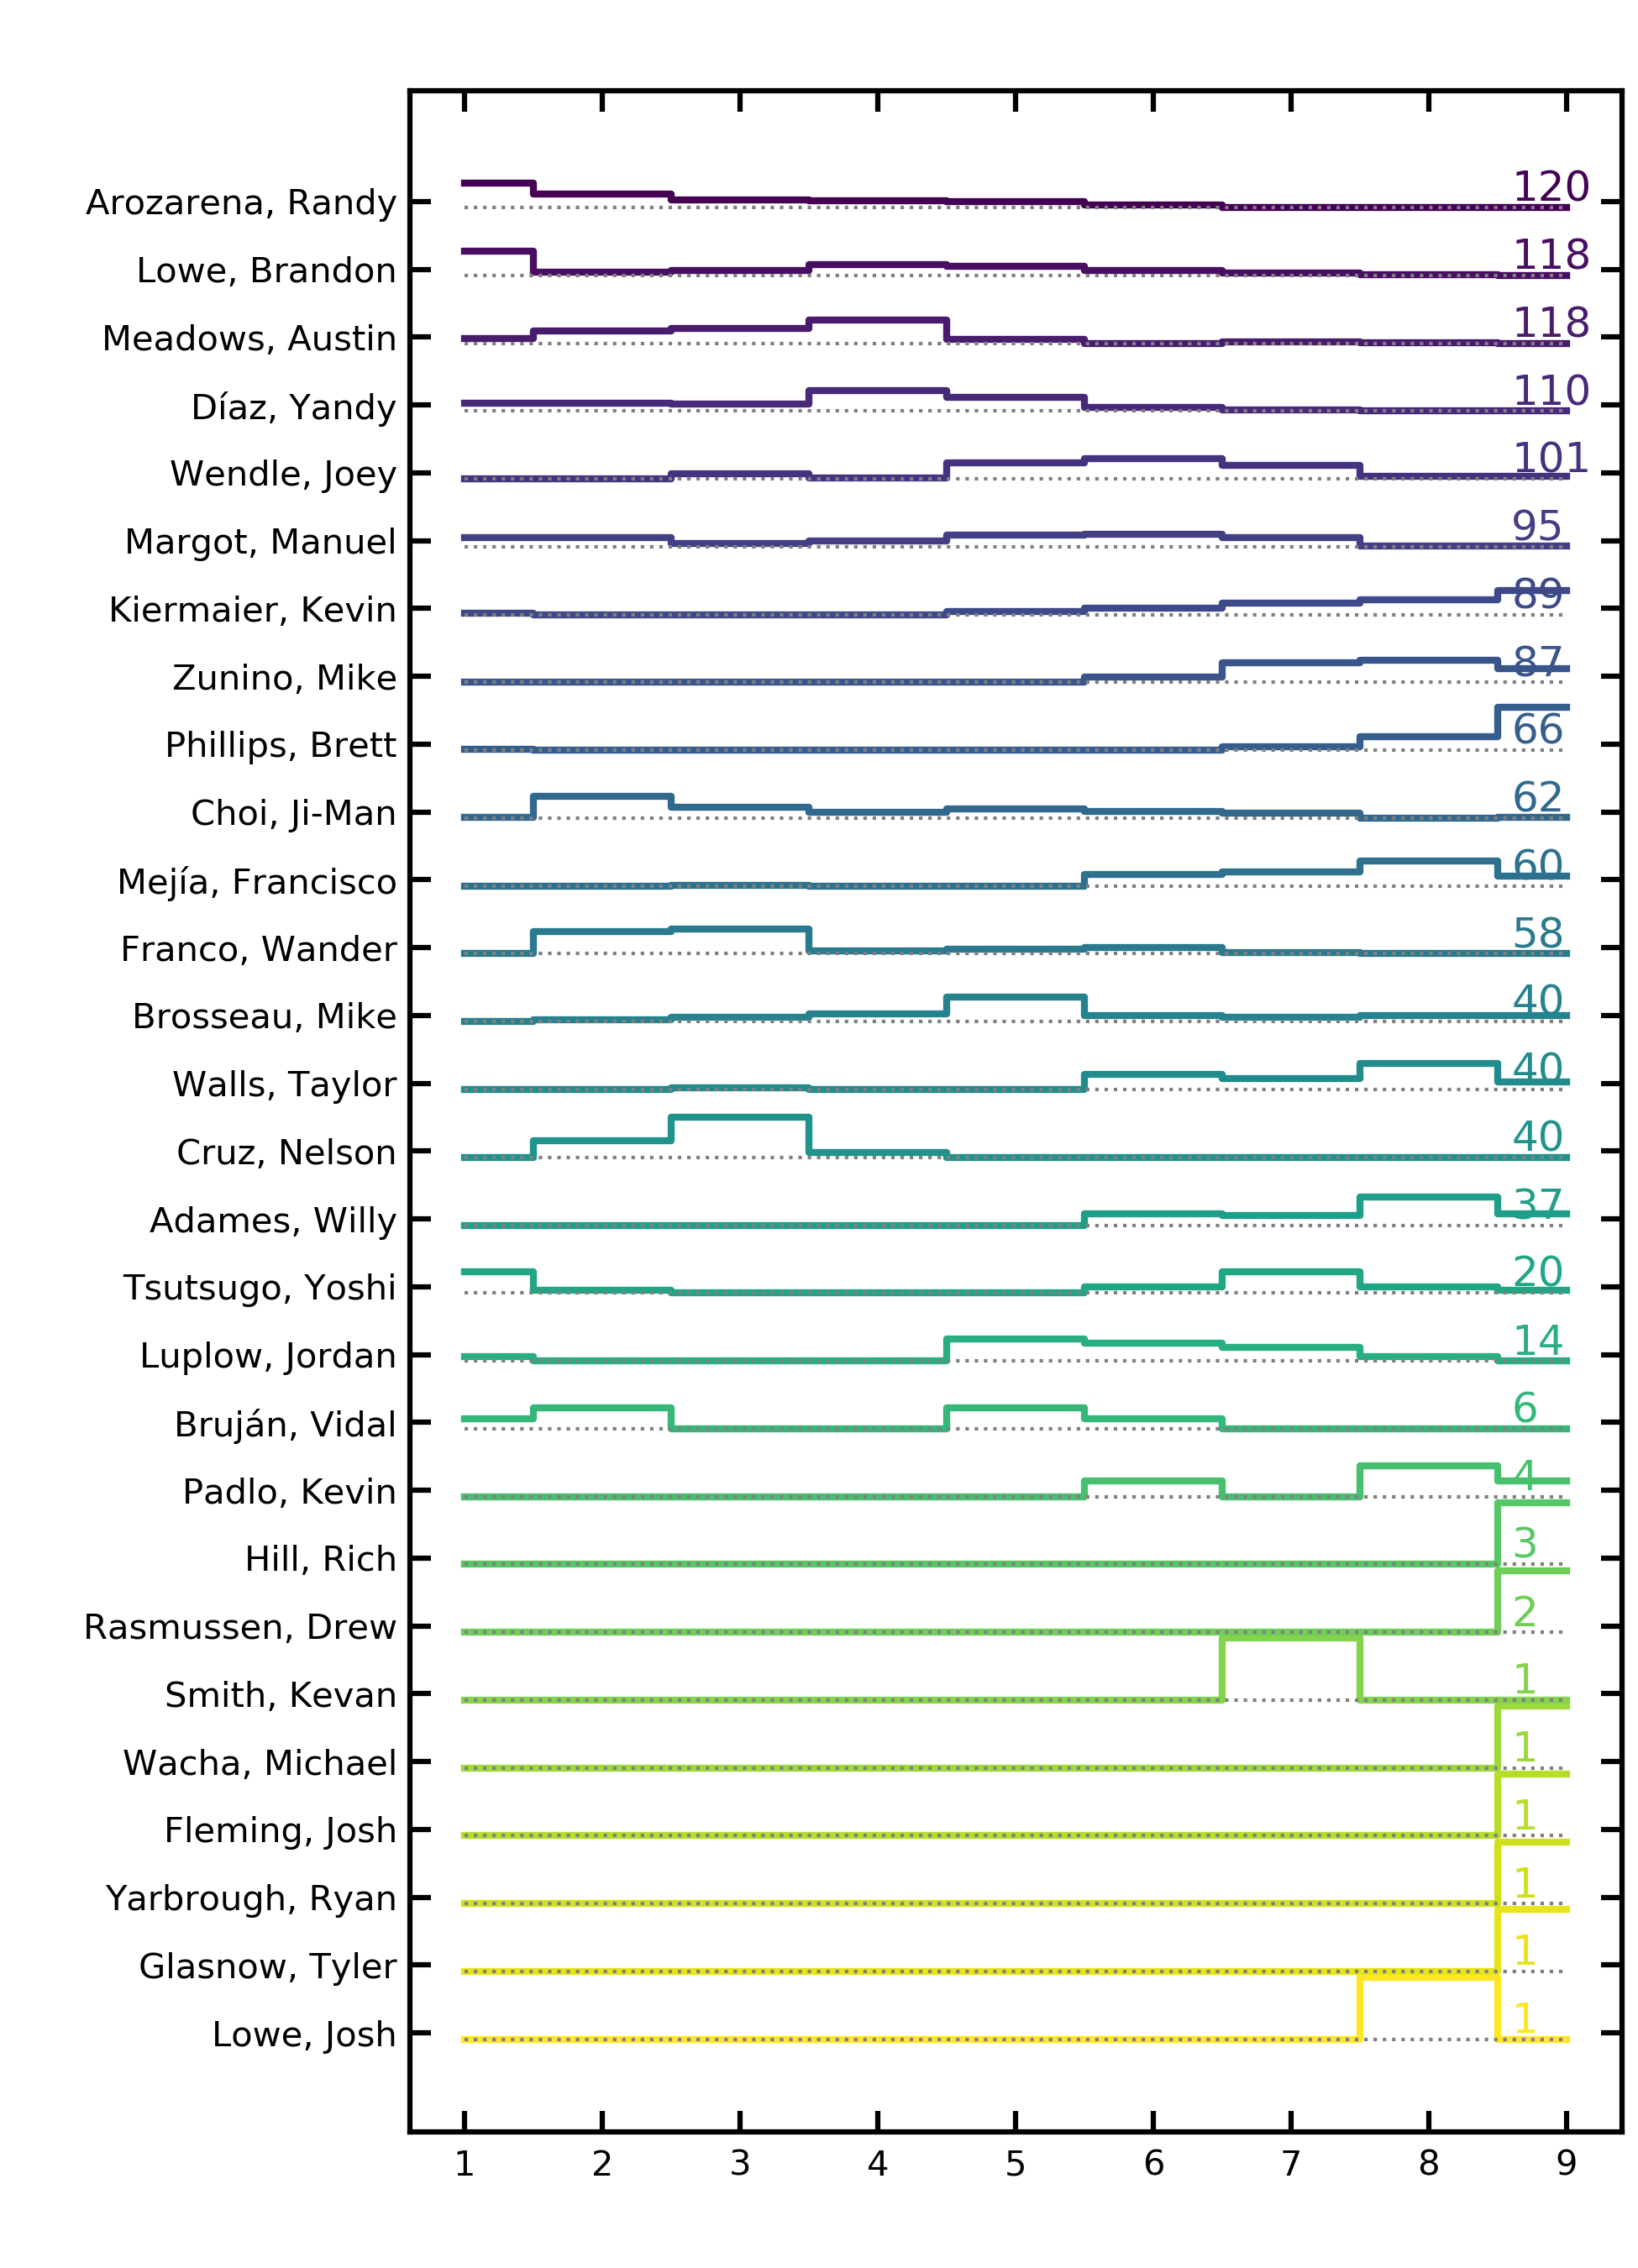 Arozarena, Randy 120
Lowe, Brandon 118
Meadows, Austin 118
Díaz, Yandy 110
Wendle, Joey 101
Margot, Manuel 95
Kiermaier, Kevin 89
Zunino, Mike 87
Phillips, Brett 66
Choi, Ji-Man 62
Mejía, Francisco 60
Franco, Wander 58
Brosseau, Mike 40
Walls, Taylor 40
Cruz, Nelson 40
Adames, Willy 37
Tsutsugo, Yoshi 20
Luplow, Jordan 14
Bruján, Vidal 6
Padlo, Kevin 4
Hill, Rich 3
Rasmussen, Drew 2
Smith, Kevan 1
Wacha, Michael 1
Fleming, Josh 1
Yarbrough, Ryan 1
Glasnow, Tyler 1
Lowe, Josh 1
1 2 3 4 5 6 7 8 9